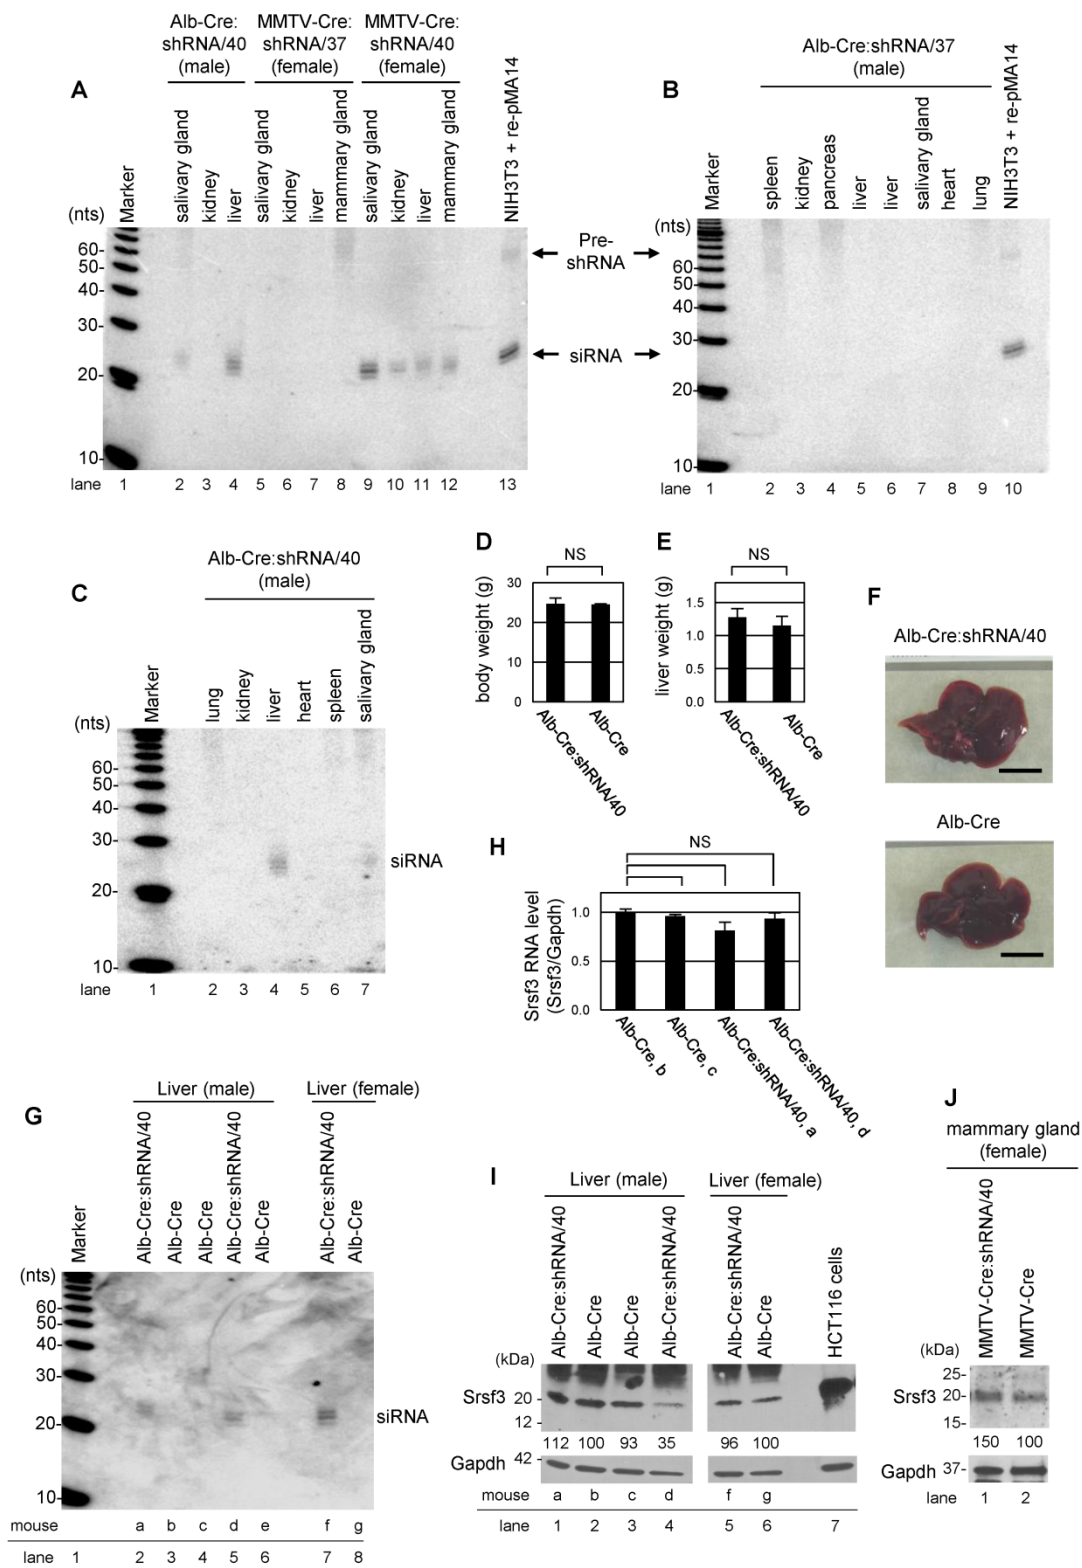 Alb-Cre:
shRNA/40
(male)
MMTV-Cre:
shRNA/37
(female)
MMTV-Cre:
shRNA/40
(female)
A
(nts)
Marker
salivary gland
kidney
liver
salivary gland
kidney
liver
mammary gland
salivary gland
kidney
liver
mammary gland
NIH3T3 + re-pMA14
60-
50-
40-
30-
20-
10-
lane 1 2 3 4 5 6 7 8 9 10 11 12 13
Pre-
shRNA
siRNA
Alb-Cre:shRNA/37
(male)
B
(nts)
Marker
spleen
kidney
pancreas
liver
liver
salivary gland
heart
lung
NIH3T3 + re-pMA14
60-
50-
40-
30-
20-
10-
lane 1 2 3 4 5 6 7 8 9 10
Alb-Cre:shRNA/40
(male)
C
(nts)
Marker
lung
kidney
liver
heart
spleen
salivary gland
60-
50-
40-
30-
20-
10-
siRNA
lane 1 2 3 4 5 6 7
D
NS
body weight (g)
30
20
10
0
Alb-Cre:shRNA/40
Alb-Cre
E
NS
liver weight (g)
1.5
1.0
0.5
0.0
Alb-Cre:shRNA/40
Alb-Cre
F
Alb-Cre:shRNA/40
Alb-Cre
H
NS
Srsf3 RNA level
(Srsf3/Gapdh)
1.0
0.5
0.0
Alb-Cre, b
Alb-Cre, c
Alb-Cre:shRNA/40, a
Alb-Cre:shRNA/40, d
G
Liver (male)
Liver (female)
(nts)
Marker
Alb-Cre:shRNA/40
Alb-Cre
Alb-Cre
Alb-Cre:shRNA/40
Alb-Cre
Alb-Cre:shRNA/40
Alb-Cre
60-
50-
40-
30-
20-
10-
siRNA
mouse a b c d e f g
lane 1 2 3 4 5 6 7 8
I
Liver (male)
Liver (female)
Alb-Cre:shRNA/40
Alb-Cre
Alb-Cre
Alb-Cre:shRNA/40
Alb-Cre:shRNA/40
Alb-Cre
HCT116 cells
(kDa)
Srsf3 20 -
12 -
112 100 93 35 96 100
Gapdh 42 -
mouse a b c d f g
lane 1 2 3 4 5 6 7
J
mammary gland
(female)
MMTV-Cre:shRNA/40
MMTV-Cre
(kDa)
25-
Srsf3 20-
15-
150 100
Gapdh 37-
lane 1 2